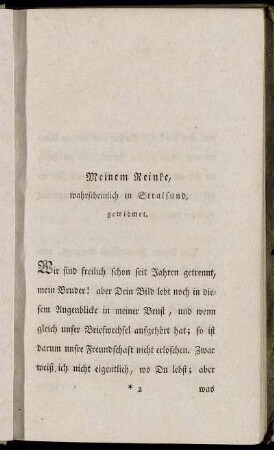 Meinem Reinke,
wahrscheinlich in Stralsund,
gewidmet.
Wir sind freilich schon seit Jahren getrennt,
mein Bruder! aber Dein Bild lebt noch in die-
sem Augenblicke in meiner Brust, und wenn
gleich unser Briefwechsel aufgehört hat; so ist
darum unsre Freundschaft nicht erloschen. Zwar
weiß ich nicht eigentlich, wo Du lebst; aber
* 2 was